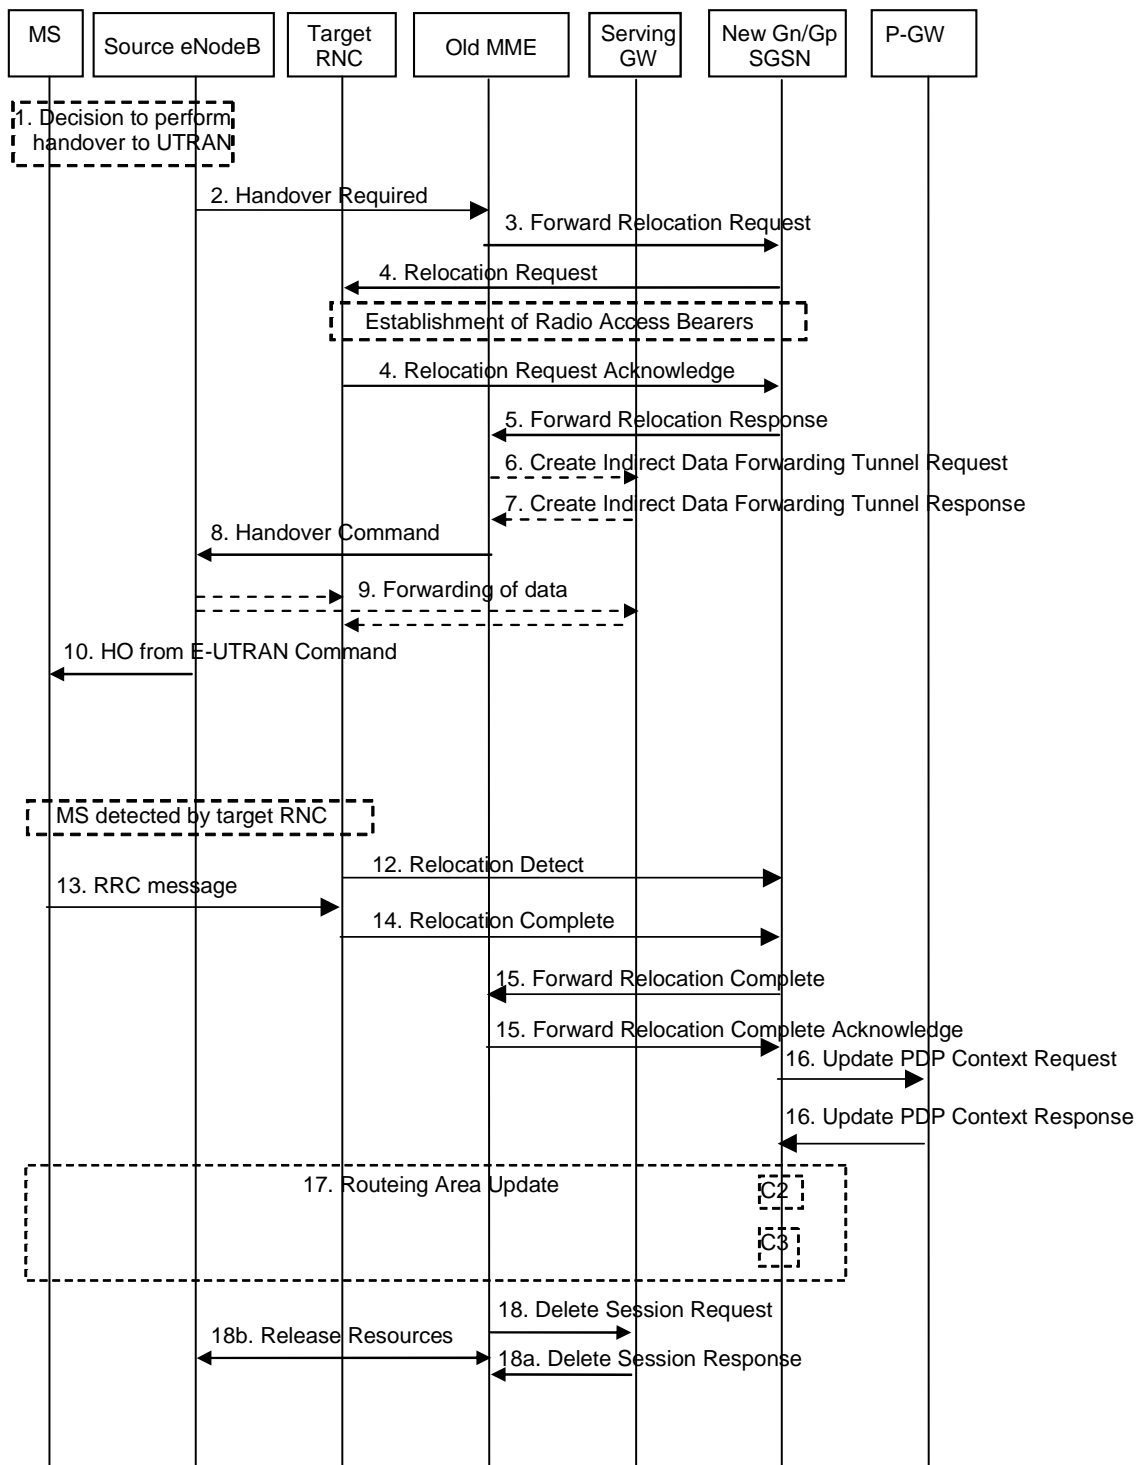 MS
Source eNodeB
Target
RNC
Old MME
Serving
GW
New Gn/Gp
SGSN
P-GW
1. Decision to perform
handover to UTRAN
2. Handover Required
3. Forward Relocation Request
4. Relocation Request
Establishment of Radio Access Bearers
4. Relocation Request Acknowledge
5. Forward Relocation Response
6. Create Indirect Data Forwarding Tunnel Request
7. Create Indirect Data Forwarding Tunnel Response
8. Handover Command
9. Forwarding of data
10. HO from E-UTRAN Command
MS detected by target RNC
12. Relocation Detect
13. RRC message
14. Relocation Complete
15. Forward Relocation Complete
15. Forward Relocation Complete Acknowledge
16. Update PDP Context Request
16. Update PDP Context Response
17. Routeing Area Update
C2
C3
18. Delete Session Request
18b. Release Resources
18a. Delete Session Response